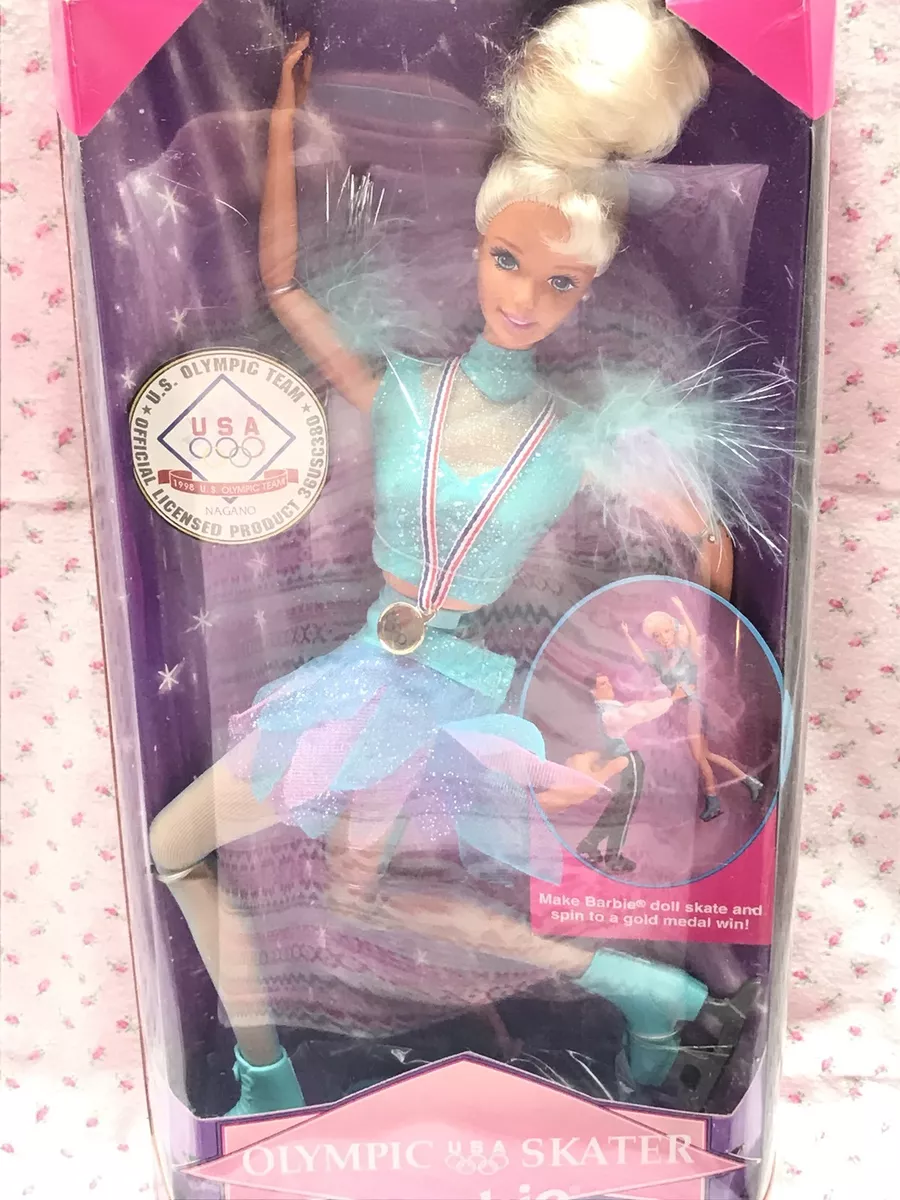 U.S. OLYMPIC TEAM
OFFICIAL LICENSED PRODUCT 36USC380
USA
1998 U.S. OLYMPIC TEAM
NAGANO
Make Barbie® doll skate and
spin to a gold medal win!
OLYMPIC USA SKATER